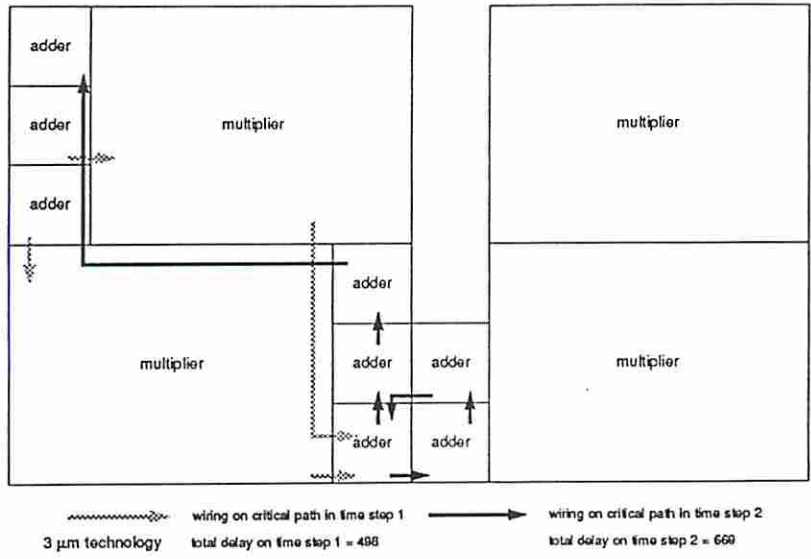 adder
adder
multiplier
multiplier
adder
adder
multiplier
adder
adder
multiplier
adder
adder
wiring on critical path in time step 1
wiring on critical path in time step 2
3 µm technology
total delay on time step 1 = 498
total delay on time step 2 = 669